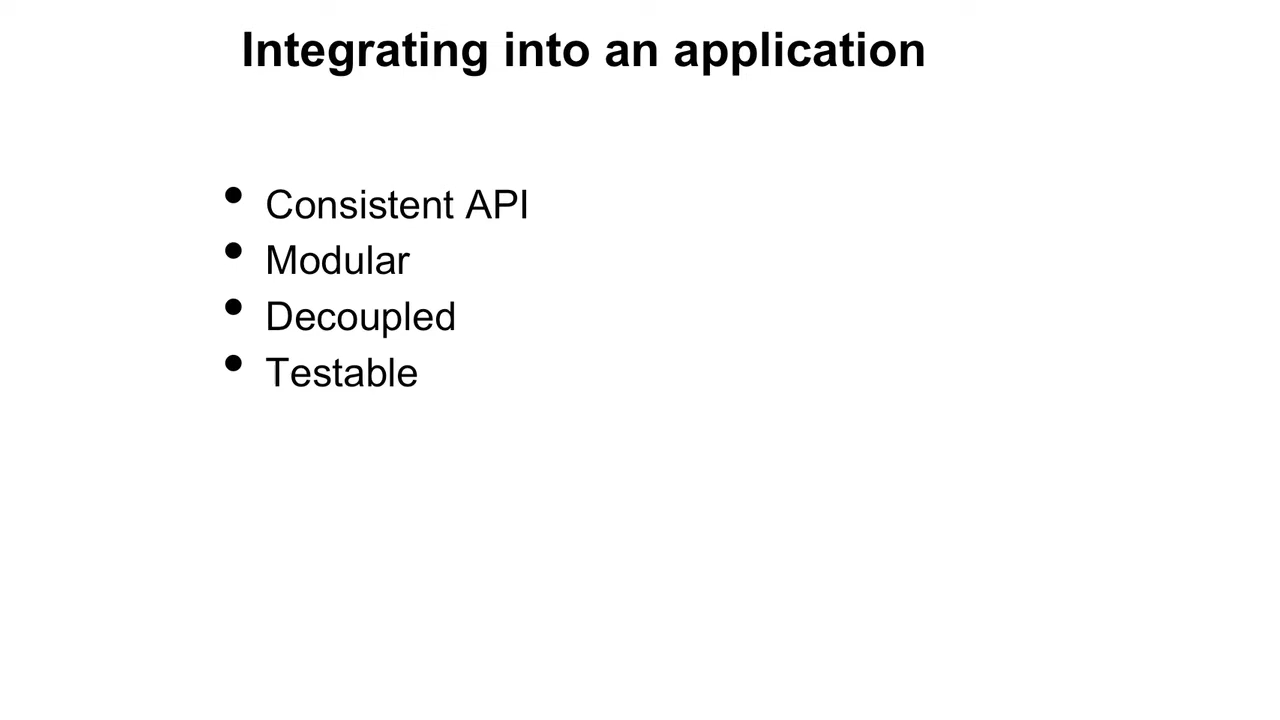 Integrating into an application
• Consistent API
• Modular
• Decoupled
• Testable